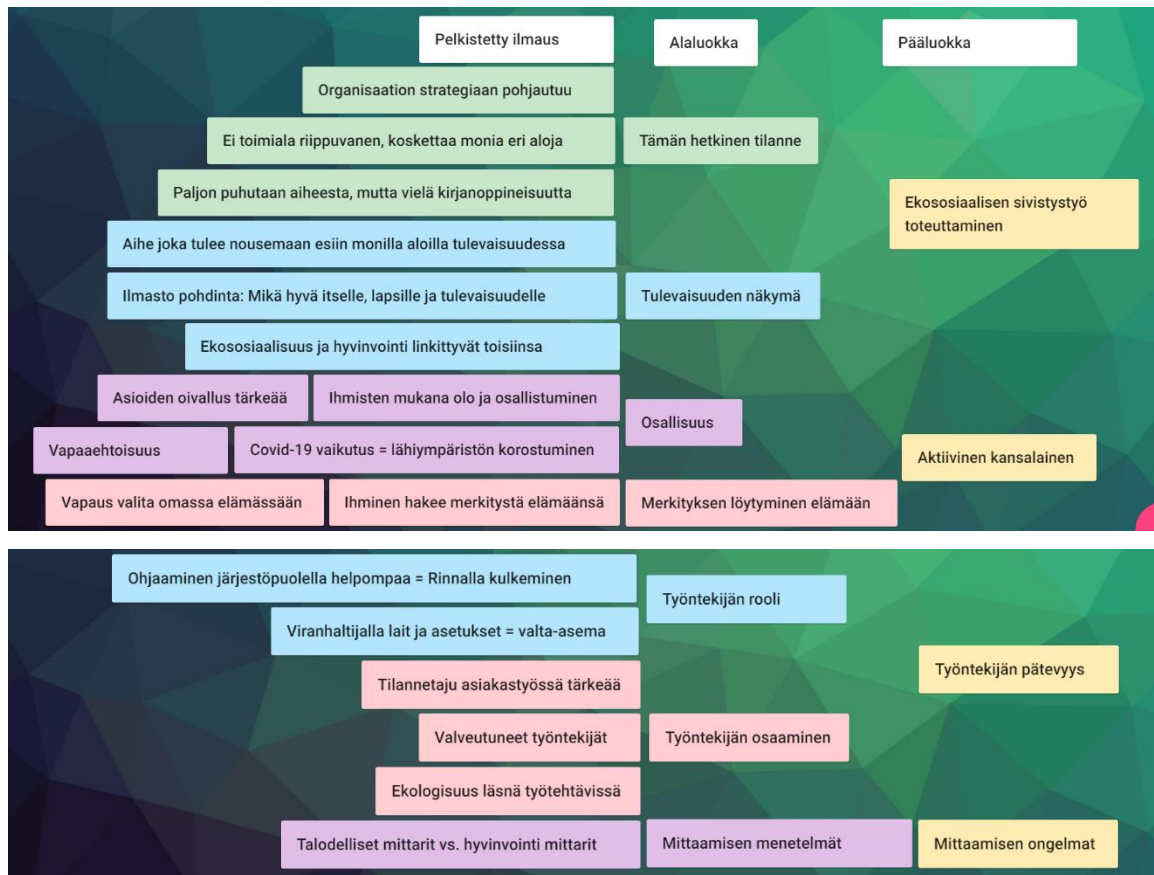 Pelkistetty ilmaus
Alaluokka
Pääluokka
Organisaation strategiaan pohjautuu
Ei toimiala riippuvanen, koskettaa monia eri aloja
Tämän hetkinen tilanne
Paljon puhutaan aiheesta, mutta vielä kirjanoppineisuutta
Ekososiaalisen sivistystyö
toteuttaminen
Aihe joka tulee nousemaan esiin monilla aloilla tulevaisuudessa
Ilmasto pohdinta: Mikä hyvä itselle, lapsille ja tulevaisuudelle
Tulevaisuuden näkymä
Ekososiaalisuus ja hyvinvointi linkittyvät toisiinsa
Asioiden oivallus tärkeää
Ihmisten mukana olo ja osallistuminen
Osallisuus
Vapaaehtoisuus
Covid-19 vaikutus = lähiympäristön korostuminen
Aktiivinen kansalainen
Vapaus valita omassa elämässään
Ihminen hakee merkitystä elämäänsä
Merkityksen löytyminen elämään
Ohjaaminen järjestöpuolella helpompaa = Rinnalla kulkeminen
Työntekijän rooli
Viranhaltijalla lait ja asetukset = valta-asema
Työntekijän pätevyys
Tilannetaju asiakastyössä tärkeää
Valveutuneet työntekijät
Työntekijän osaaminen
Ekologisuus läsnä työtehtävissä
Talodelliset mittarit vs. hyvinvointi mittarit
Mittaamisen menetelmät
Mittaamisen ongelmat